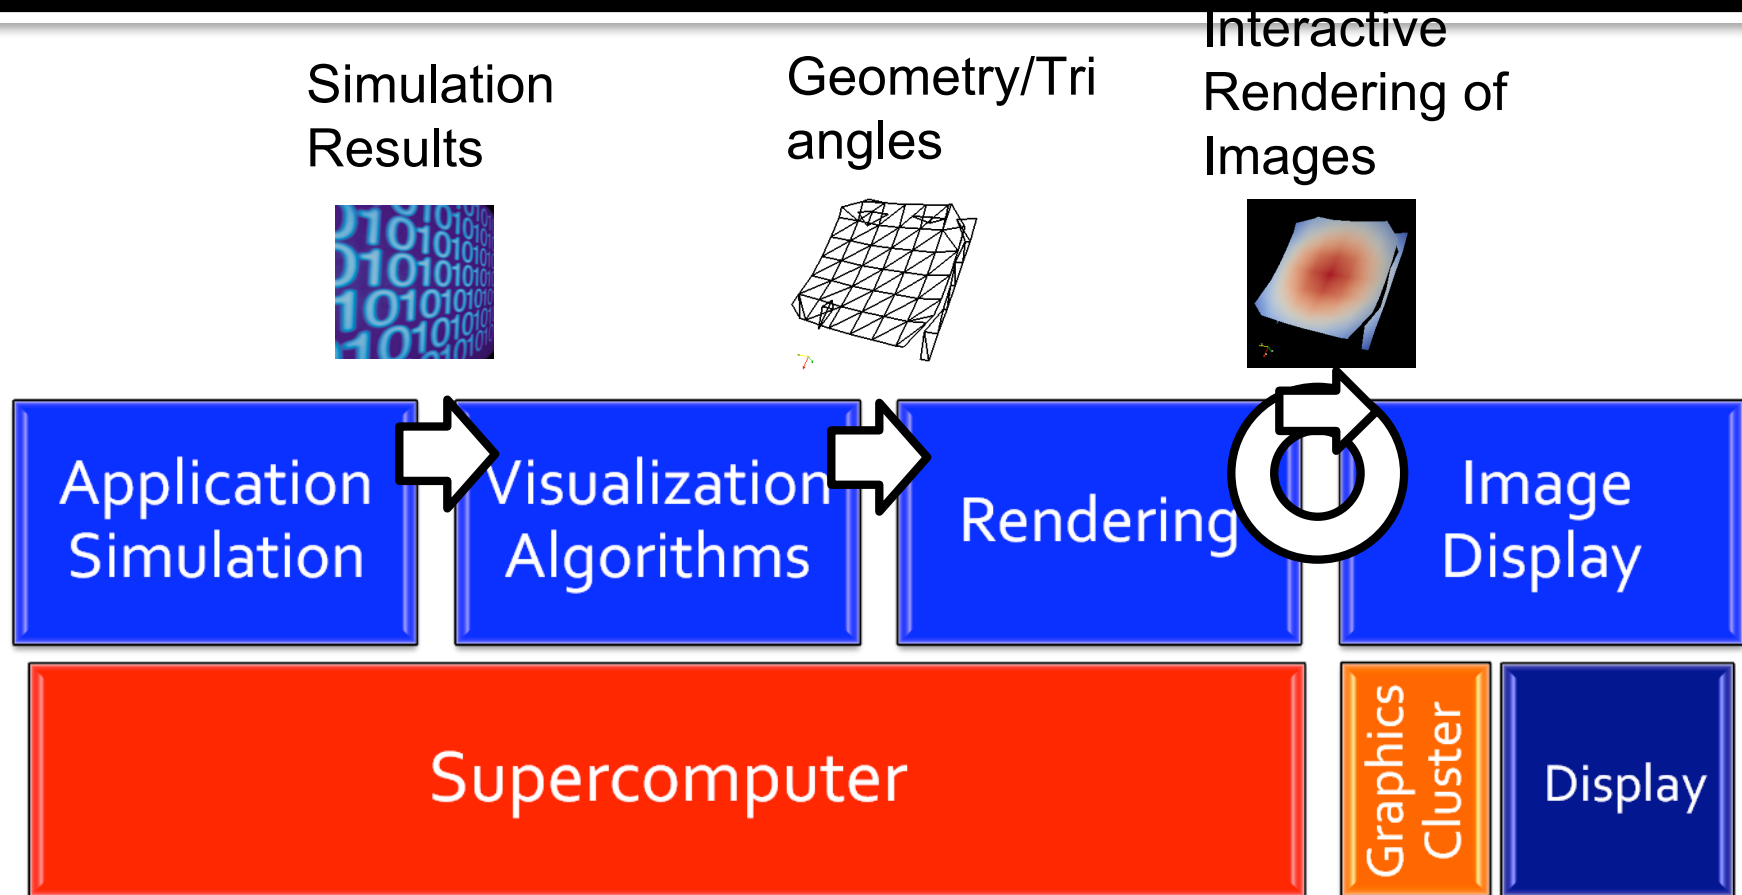 Simulation
Results
Geometry/Tri
angles
Interactive
Rendering of
Images
Application
Simulation
Visualization
Algorithms
Rendering
Image
Display
Supercomputer
Graphics
Cluster
Display